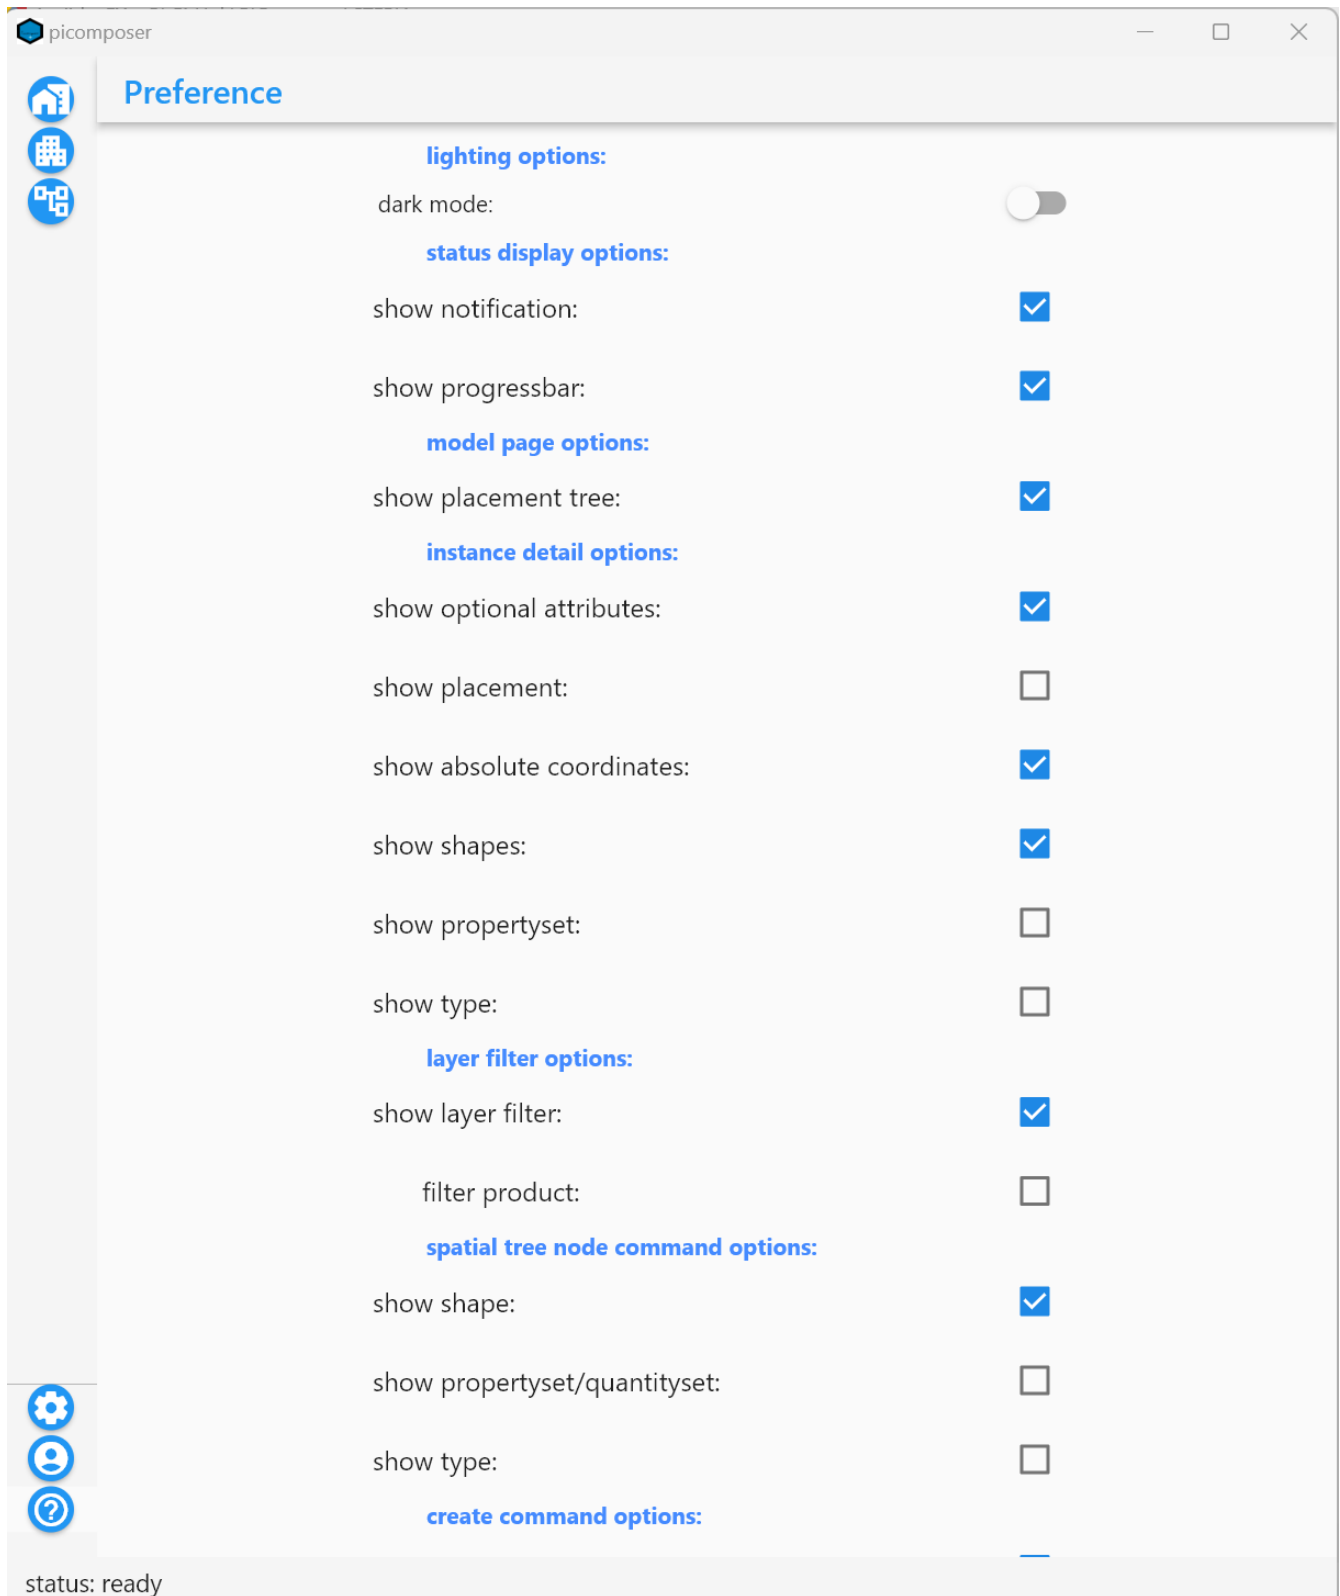 picomposer
Preference
lighting options:
dark mode:
status display options:
show notification:
show progressbar:
model page options:
show placement tree:
instance detail options:
show optional attributes:
show placement:
show absolute coordinates:
show shapes:
show propertyset:
show type:
layer filter options:
show layer filter:
filter product:
spatial tree node command options:
show shape:
show propertyset/quantityset:
show type:
create command options:
status: ready